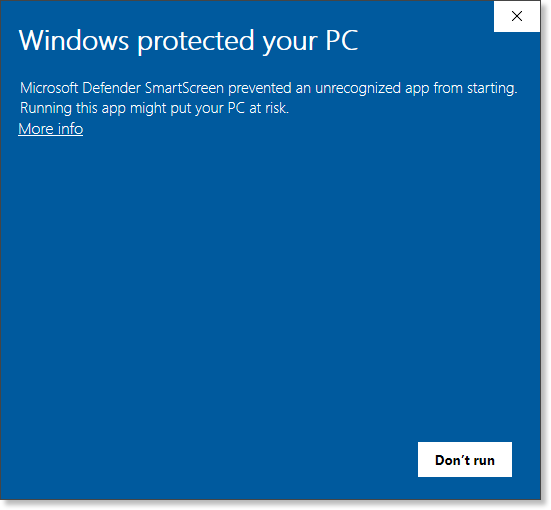 Windows protected your PC
Microsoft Defender SmartScreen prevented an unrecognized app from starting.
Running this app might put your PC at risk.
More info
Don’t run